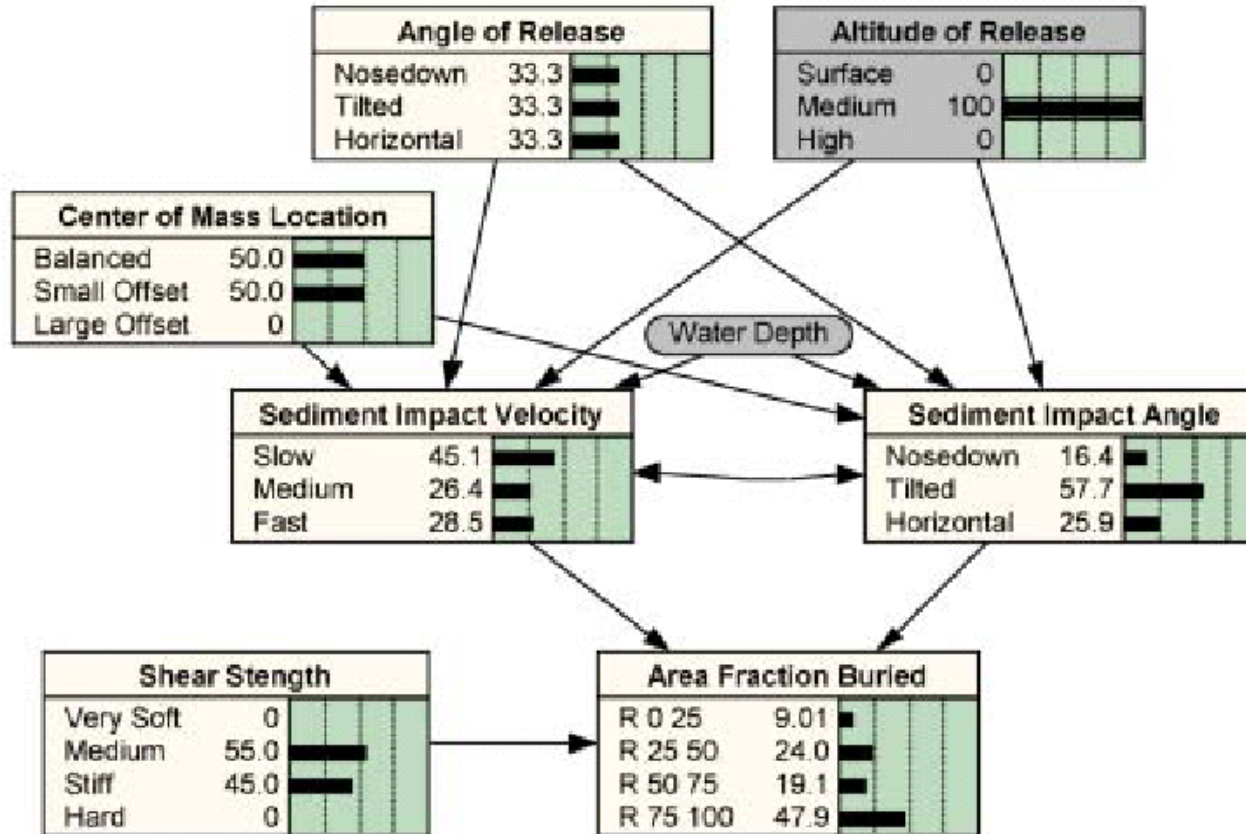 Angle of Release
Nosedown 33.3
Tilted 33.3
Horizontal 33.3
Altitude of Release
Surface 0
Medium 100
High 0
Center of Mass Location
Balanced 50.0
Small Offset 50.0
Large Offset 0
Water Depth
Sediment Impact Velocity
Slow 45.1
Medium 26.4
Fast 28.5
Sediment Impact Angle
Nosedown 16.4
Tilted 57.7
Horizontal 25.9
Shear Stength
Very Soft 0
Medium 55.0
Stiff 45.0
Hard 0
Area Fraction Buried
R 0 25 9.01
R 25 50 24.0
R 50 75 19.1
R 75 100 47.9